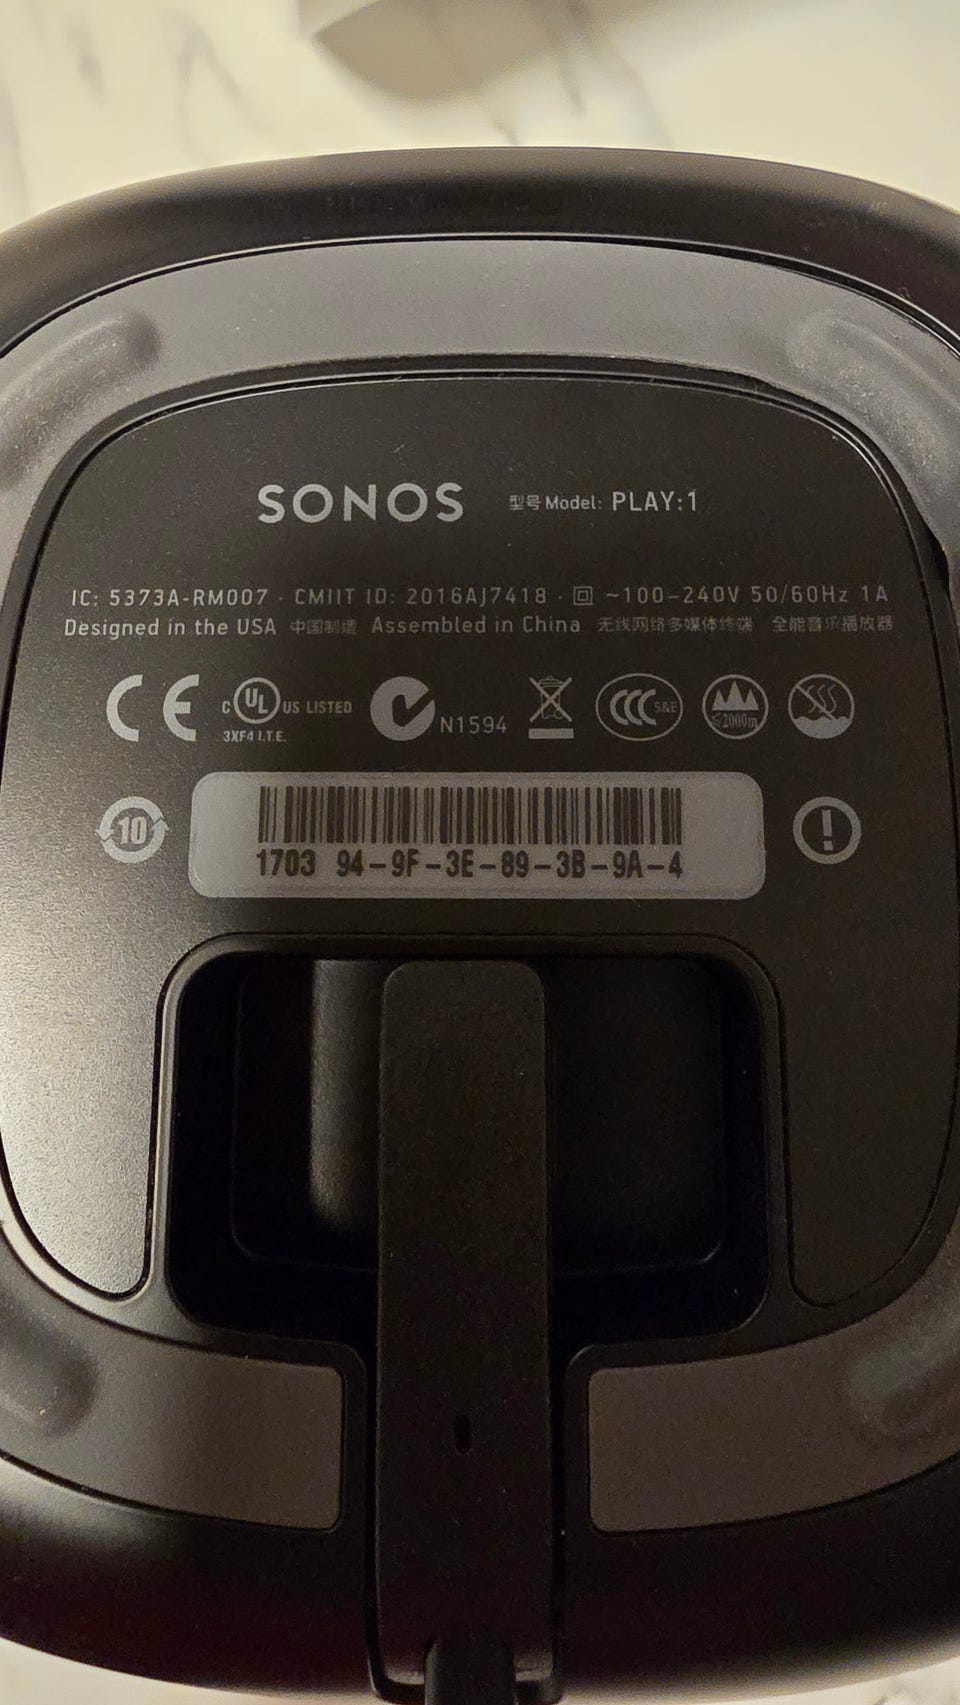 SONOS 型号 Model: PLAY:1
IC: 5373A-RM007 · CMIIT ID: 2016AJ7418 · ~100-240V 50/60Hz 1A
Designed in the USA 中国制造 Assembled in China 无线网络多媒体终端 全能音乐播放器
CE C UL US LISTED N1594 CCC S&E ≤2000m
3XF4 I.T.E.
10 !
1703 94-9F-3E-89-3B-9A-4